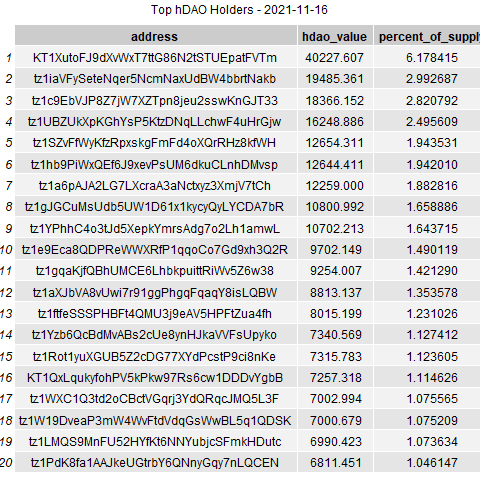 Top hDAO Holders - 2021-11-16
address hdao_value percent_of_supply
1 KT1XutoFJ9dXvWxT7ttG86N2tSTUEpatFVTm 40227.607 6.178415
2 tz1iaVFySeteNqer5NcmNaxUdBW4bbrtNakb 19485.361 2.992687
3 tz1c9EbVJP8Z7jW7XZTpn8jeu2sswKnGJT33 18366.152 2.820792
4 tz1UBZUkXpKGhYsP5KtzDNqLLchwF4uHrGjw 16248.886 2.495609
5 tz1SZvFfWyKfzRpxskgFmFd4oXQrRHz8kfWH 12654.311 1.943531
6 tz1hb9PiWxQEf6J9xevPsUM6dkuCLnhDMvsp 12644.411 1.942010
7 tz1a6pAJA2LG7LXcraA3aNctxyz3XmjV7tCh 12259.000 1.882816
8 tz1gJGCuMsUdb5UW1D61x1kycyQyLYCDA7bR 10800.992 1.658886
9 tz1YPhhC4o3tJd5XepkYmrsAdg7o2Lh1amwL 10702.213 1.643715
10 tz1e9Eca8QDPReWWXRfP1qqoCo7Gd9xh3Q2R 9702.149 1.490119
11 tz1gqaKjfQBhUMCE6LhbkpuittRiWv5Z6w38 9254.007 1.421290
12 tz1aXJbVA8vUwi7r91ggPhgqFqaqY8isLQBW 8813.137 1.353578
13 tz1ftfeSSSPHBFt4QMU3j9eAV5HPFtZua4fh 8015.199 1.231026
14 tz1Yzb6QcBdMvABs2cUe8ynHJkaVVFsUpyko 7340.569 1.127412
15 tz1Rot1yuXGUB5Z2cDG77XYdPcstP9ci8nKe 7315.783 1.123605
16 KT1QxLqukyfohPV5kPkw97Rs6cw1DDDvYgbB 7257.318 1.114626
17 tz1WXC1Q3td2oCBctVGqrj3YdQRqcJMQ5L3F 7002.994 1.075565
18 tz1W19DveaP3mW4WvFtdVdqGsWwBL5q1QDSK 7000.679 1.075209
19 tz1LMQS9MnFU52HYfKt6NNYubjcSFmkHDutc 6990.423 1.073634
20 tz1PdK8fa1AAJkeUGtrbY6QNnyGqy7nLQCEN 6811.451 1.046147